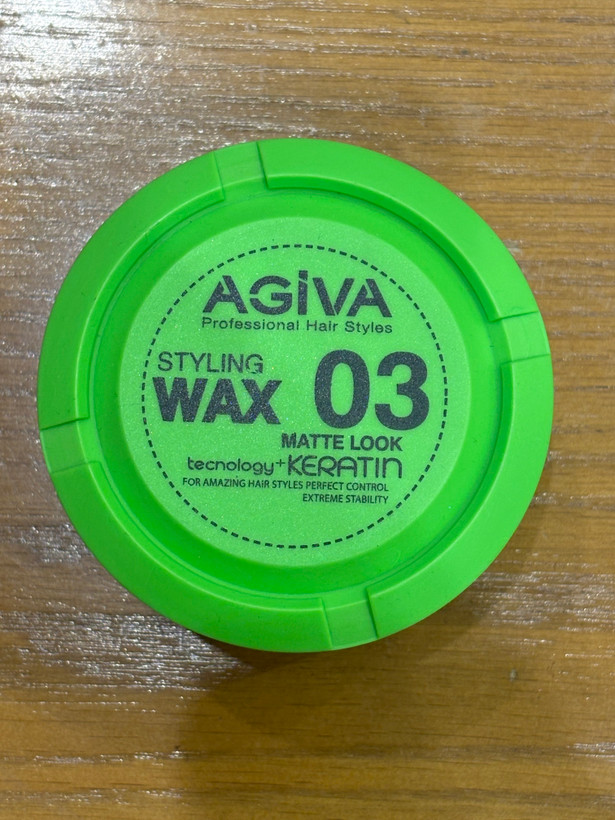 AGiVA
Professional Hair Styles
STYLING
WAX 03
MATTE LOOK
tecnology+KERATIN
FOR AMAZING HAIR STYLES PERFECT CONTROL
EXTREME STABILITY